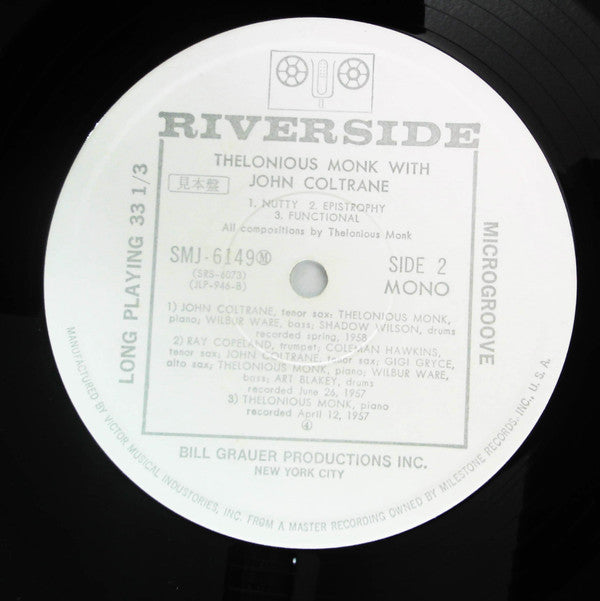 RIVERSIDE
THELONIOUS MONK WITH
JOHN COLTRANE
見本盤
1. NUTTY 2. EPISTROPHY
3. FUNCTIONAL
All compositions by Thelonious Monk
SMJ-6149Ⓜ
(SRS-6073)
(JLP-946-B)
SIDE 2
MONO
1) JOHN COLTRANE, tenor sax; THELONIOUS MONK,
piano; WILBUR WARE, bass; SHADOW WILSON, drums
recorded spring, 1958
2) RAY COPELAND, trumpet, COLEMAN HAWKINS,
tenor sax; JOHN COLTRANE, tenor sax; GIGI GRYCE,
alto sax; THELONIOUS MONK, piano; WILBUR WARE,
bass; ART BLAKEY, drums
recorded June 26, 1957
3) THELONIOUS MONK, piano
recorded April 12, 1957
④
LONG PLAYING 33 1/3
MICROGROOVE
BILL GRAUER PRODUCTIONS INC.
NEW YORK CITY
MANUFACTURED BY VICTOR MUSICAL INDUSTORIES, INC. FROM A MASTER RECORDING OWNED BY MILESTONE RECORDS, INC., U. S. A.